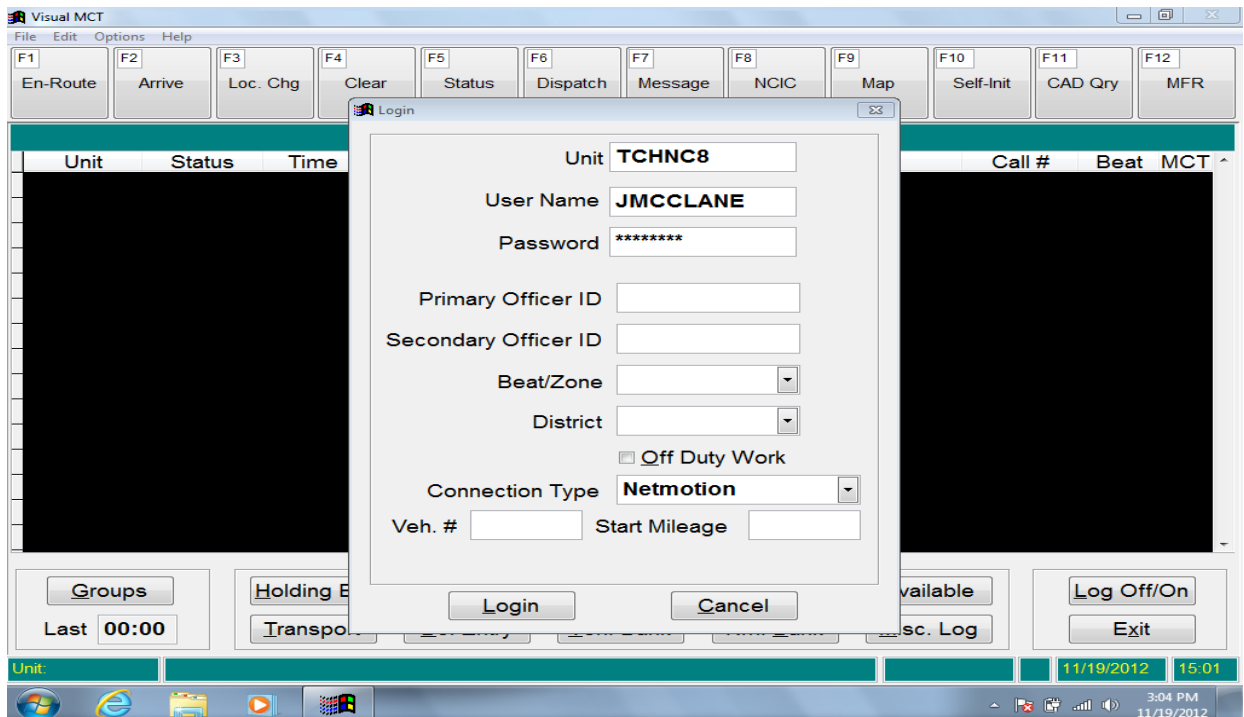 Visual MCT
File Edit Options Help
F1 F2 F3 F4 F5 F6 F7 F8 F9 F10 F11 F12
En-Route Arrive Loc. Chg Clear Status Dispatch Message NCIC Map Self-Init CAD Qry MFR
Login
Unit Status Time Call # Beat MCT
Unit TCHNC8
User Name JMCCLANE
Password ********
Primary Officer ID
Secondary Officer ID
Beat/Zone
District
Off Duty Work
Connection Type Netmotion
Veh. # Start Mileage
Login Cancel
Groups Holding Log Off/On
Last 00:00 Log Exit
Unit: 11/19/2012 15:01
3:04 PM
11/19/2012